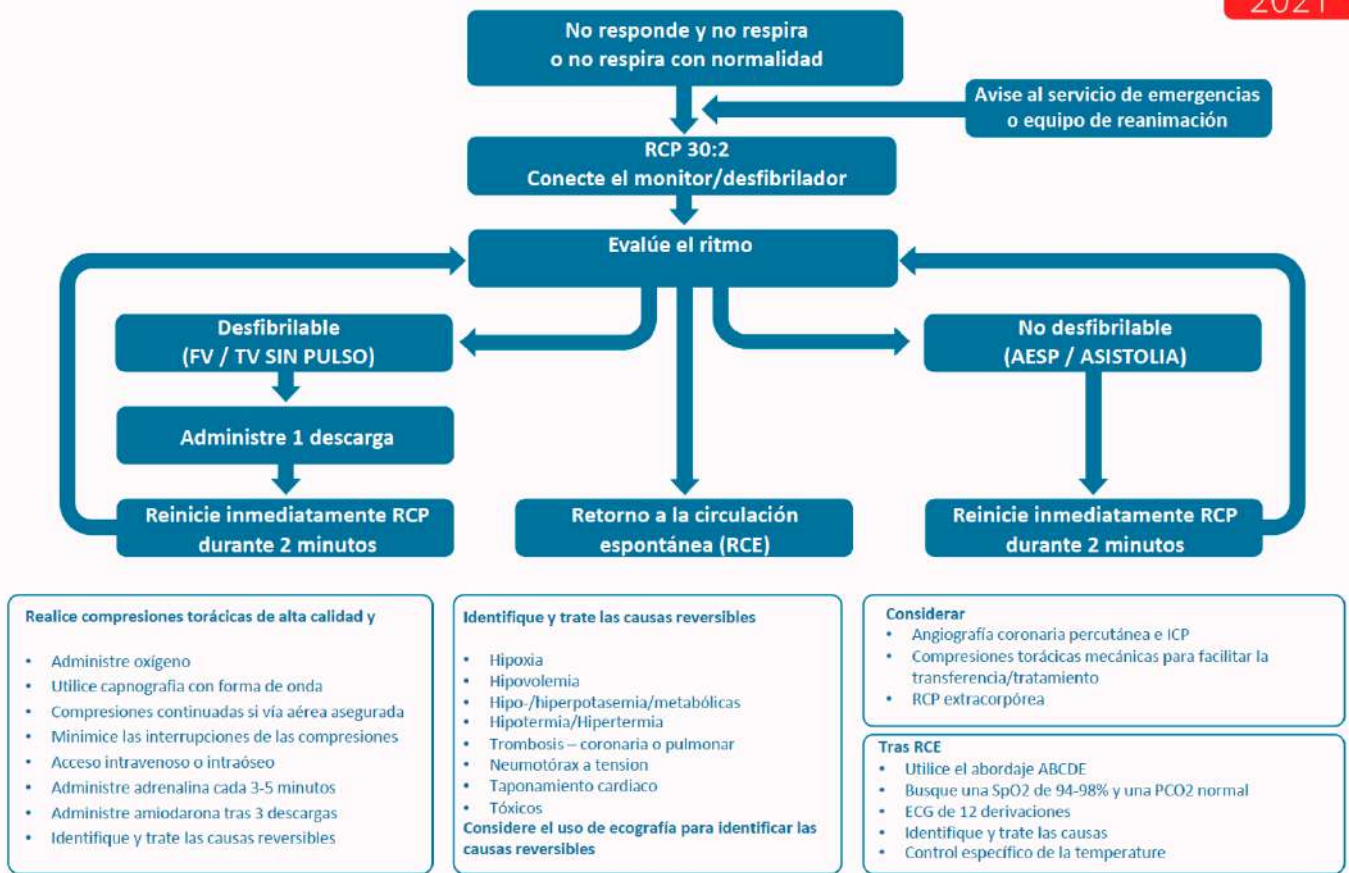 2021
No responde y no respira
o no respira con normalidad
Avise al servicio de emergencias
o equipo de reanimación
RCP 30:2
Conecte el monitor/desfibrilador
Evalúe el ritmo
Desfibrilable
(FV / TV SIN PULSO)
No desfibrilable
(AESP / ASISTOLIA)
Administre 1 descarga
Reinicie inmediatamente RCP
durante 2 minutos
Retorno a la circulación
espontánea (RCE)
Reinicie inmediatamente RCP
durante 2 minutos
Realice compresiones torácicas de alta calidad y
• Administre oxígeno
• Utilice capnografia con forma de onda
• Compresiones continuadas si vía aérea asegurada
• Minimice las interrupciones de las compresiones
• Acceso intravenoso o intraóseo
• Administre adrenalina cada 3-5 minutos
• Administre amiodarona tras 3 descargas
• Identifique y trate las causas reversibles
Identifique y trate las causas reversibles
• Hipoxia
• Hipovolemia
• Hipo-/hiperpotasemia/metabólicas
• Hipotermia/Hipertermia
• Trombosis – coronaria o pulmonar
• Neumotórax a tension
• Taponamiento cardiaco
• Tóxicos
Considere el uso de ecografía para identificar las
causas reversibles
Considerar
• Angiografía coronaria percutánea e ICP
• Compresiones torácicas mecánicas para facilitar la
transferencia/tratamiento
• RCP extracorpórea
Tras RCE
• Utilice el abordaje ABCDE
• Busque una SpO2 de 94-98% y una PCO2 normal
• ECG de 12 derivaciones
• Identifique y trate las causas
• Control específico de la temperature